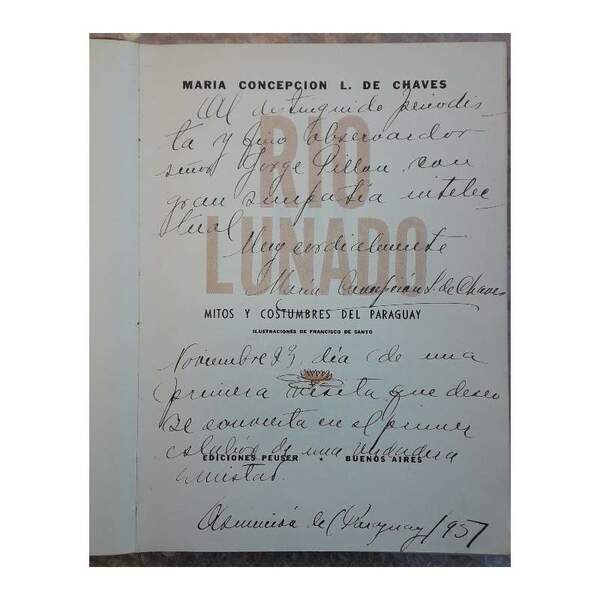 MARIA CONCEPCION L. DE CHAVES
Al distinguido periodis-
ta y fino observador
señor Jorge Sillan con
gran simpatía intelec-
tual
RIO
LUNADO
Muy cordialmente
María Concepción L. de Chaves
MITOS Y COSTUMBRES DEL PARAGUAY
ILUSTRACIONES DE FRANCISCO DE SANTO
Noviembre 23 día de una
primera visita que deseo
se convierta en el primer
eslabón de una verdadera
EDICIONES PEUSER • BUENOS AIRES
amistad.
Asunción del Paraguay 1957